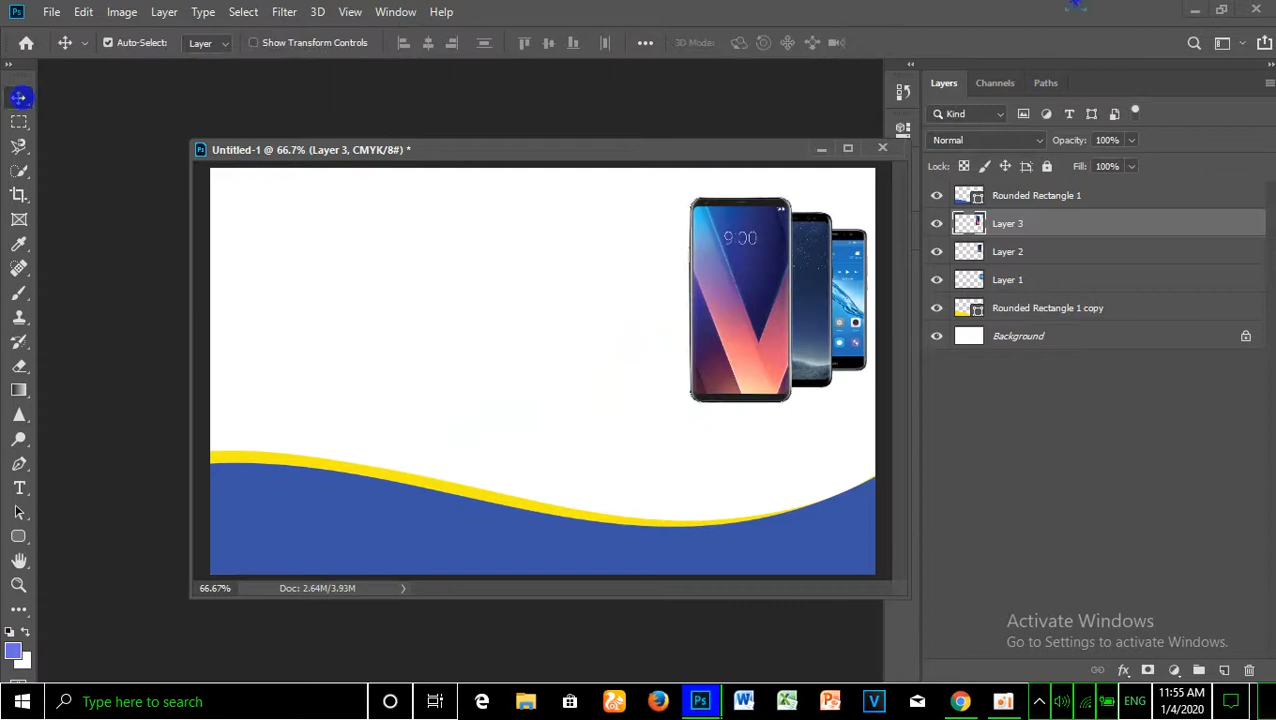 File Edit Image Layer Type Select Filter 3D View Window Help
Auto-Select: Layer Show Transform Controls 3D Mode:
Layers Channels Paths
Kind
Normal Opacity: 100%
Lock: Fill: 100%
Untitled-1 @ 66.7% (Layer 3, CMYK/8#) *
9:00
Rounded Rectangle 1
Layer 3
Layer 2
Layer 1
Rounded Rectangle 1 copy
Background
66.67% Doc: 2.64M/3.93M
Activate Windows
Go to Settings to activate Windows.
Type here to search
ENG
11:55 AM
1/4/2020